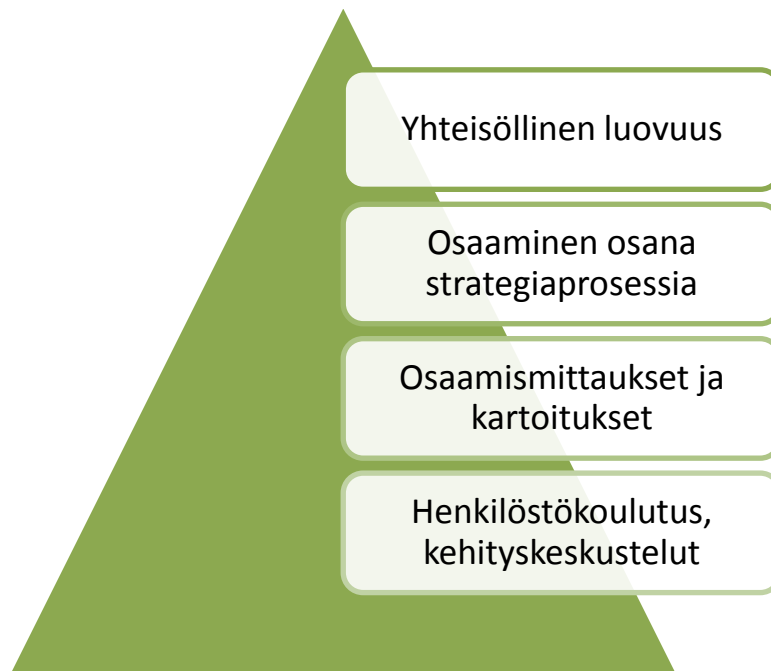 Yhteisöllinen luovuus
Osaaminen osana
strategiaprosessia
Osaamismittaukset ja
kartoitukset
Henkilöstökoulutus,
kehityskeskustelut